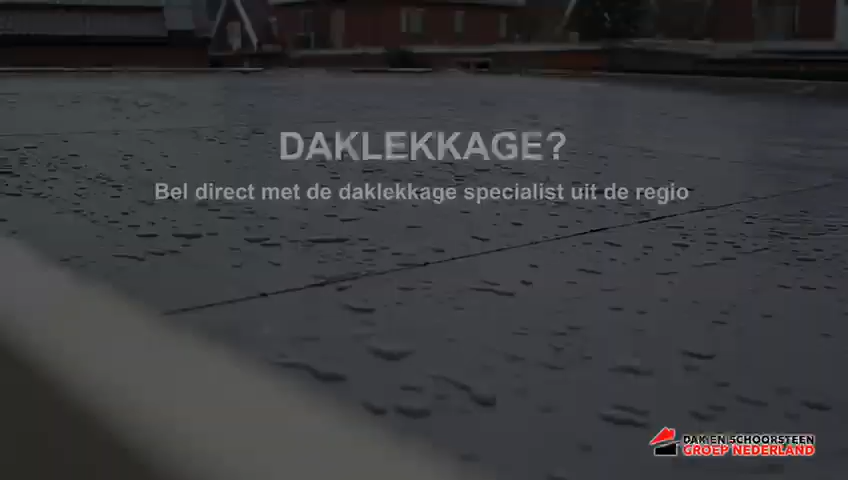 DAKLEKKAGE?
Bel direct met de daklekkage specialist uit de regio
DAK EN SCHOORSTEEN
GROEP NEDERLAND